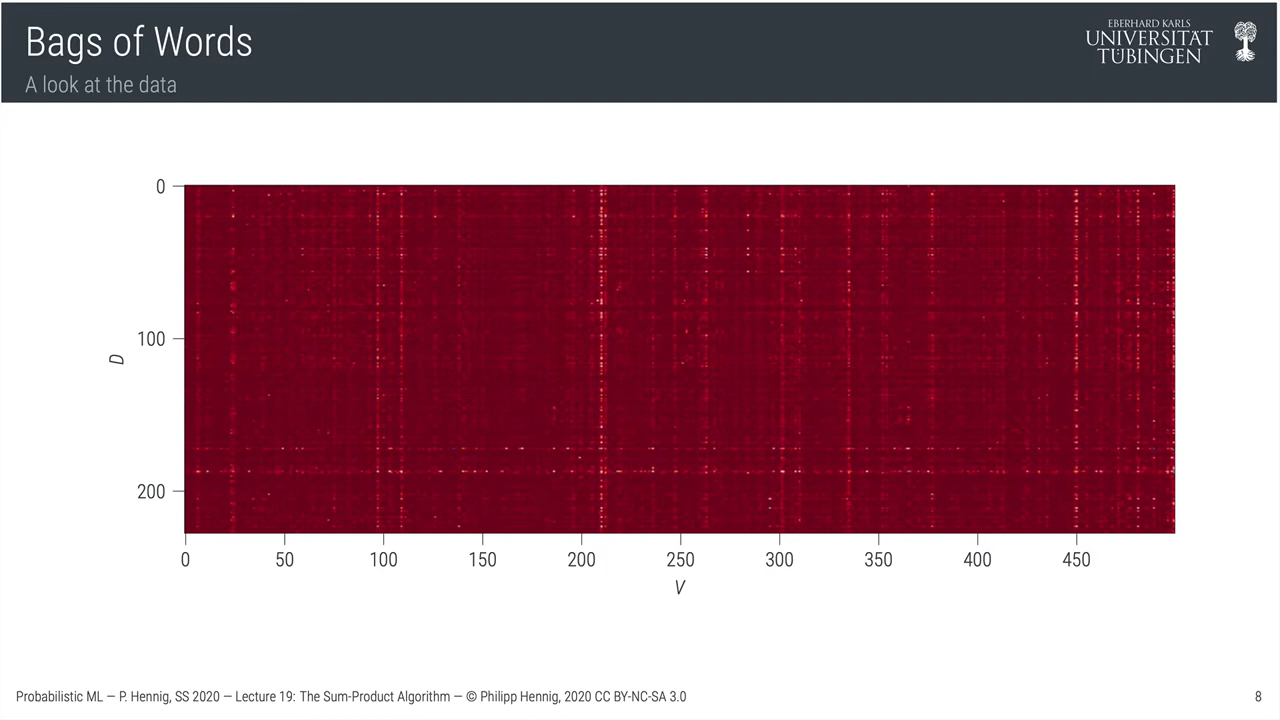 Bags of Words
A look at the data
EBERHARD KARLS
UNIVERSITÄT
TÜBINGEN
0
100
200
D
0 50 100 150 200 250 300 350 400 450
V
Probabilistic ML — P. Hennig, SS 2020 — Lecture 19: The Sum-Product Algorithm — © Philipp Hennig, 2020 CC BY-NC-SA 3.0
8